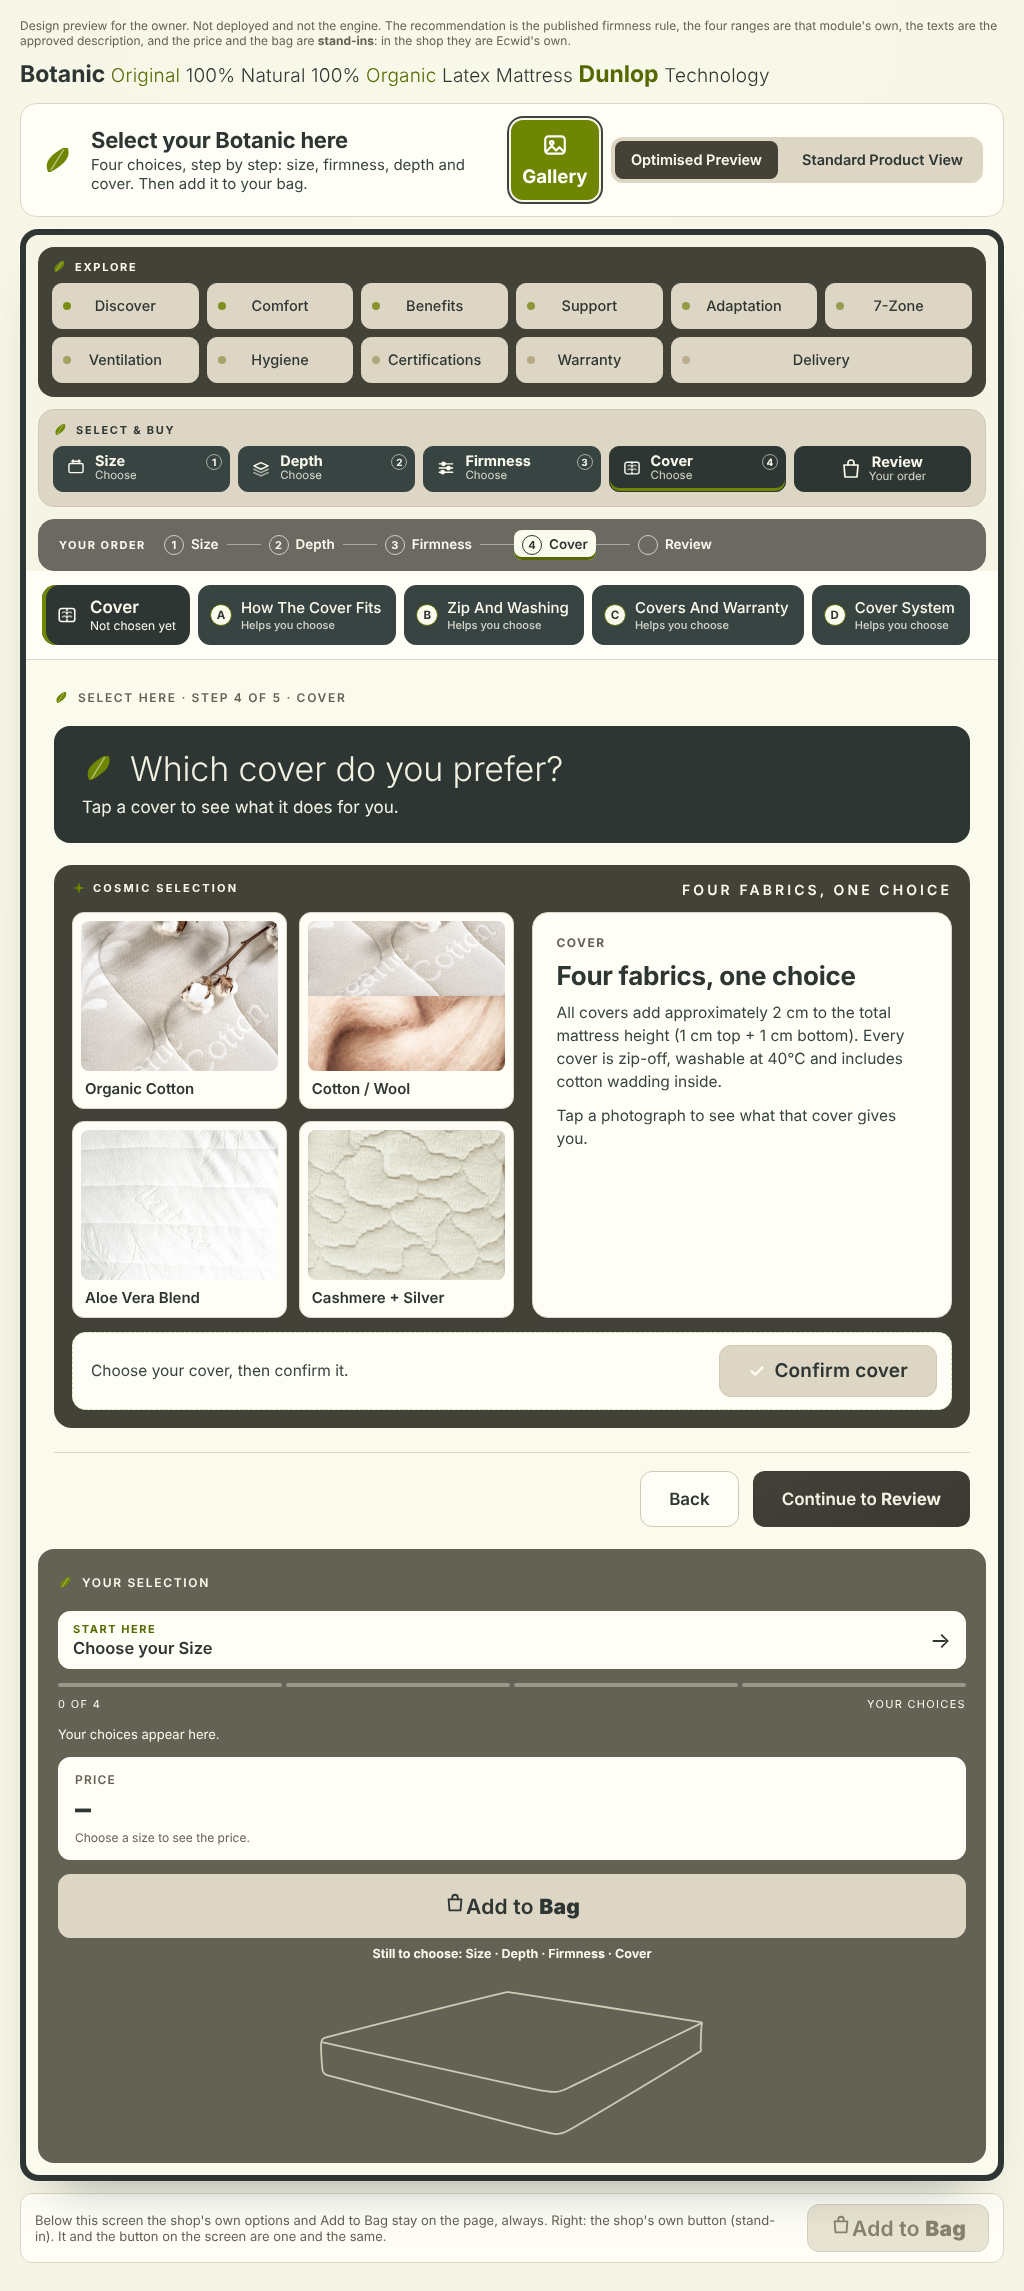 Design preview for the owner. Not deployed and not the engine. The recommendation is the published firmness rule, the four ranges are that module's own, the texts are the
approved description, and the price and the bag are stand-ins: in the shop they are Ecwid's own.
Botanic Original 100% Natural 100% Organic Latex Mattress Dunlop Technology
Select your Botanic here
Four choices, step by step: size, firmness, depth and
cover. Then add it to your bag.
Gallery
Optimised Preview
Standard Product View
EXPLORE
Discover
Comfort
Benefits
Support
Adaptation
7-Zone
Ventilation
Hygiene
Certifications
Warranty
Delivery
SELECT & BUY
Size
Choose
1
Depth
Choose
2
Firmness
Choose
3
Cover
Choose
4
Review
Your order
YOUR ORDER
1 Size
2 Depth
3 Firmness
4 Cover
Review
Cover
Not chosen yet
A
How The Cover Fits
Helps you choose
B
Zip And Washing
Helps you choose
C
Covers And Warranty
Helps you choose
D
Cover System
Helps you choose
SELECT HERE · STEP 4 OF 5 · COVER
Which cover do you prefer?
Tap a cover to see what it does for you.
COSMIC SELECTION
FOUR FABRICS, ONE CHOICE
Cotton
Organic Cotton
Cotton
Cotton / Wool
Aloe Vera Blend
Cashmere + Silver
COVER
Four fabrics, one choice
All covers add approximately 2 cm to the total
mattress height (1 cm top + 1 cm bottom). Every
cover is zip-off, washable at 40°C and includes
cotton wadding inside.
Tap a photograph to see what that cover gives
you.
Choose your cover, then confirm it.
Confirm cover
Back
Continue to Review
YOUR SELECTION
START HERE
Choose your Size
0 OF 4
YOUR CHOICES
Your choices appear here.
PRICE
–
Choose a size to see the price.
Add to Bag
Still to choose: Size · Depth · Firmness · Cover
Below this screen the shop's own options and Add to Bag stay on the page, always. Right: the shop's own button (stand-
in). It and the button on the screen are one and the same.
Add to Bag